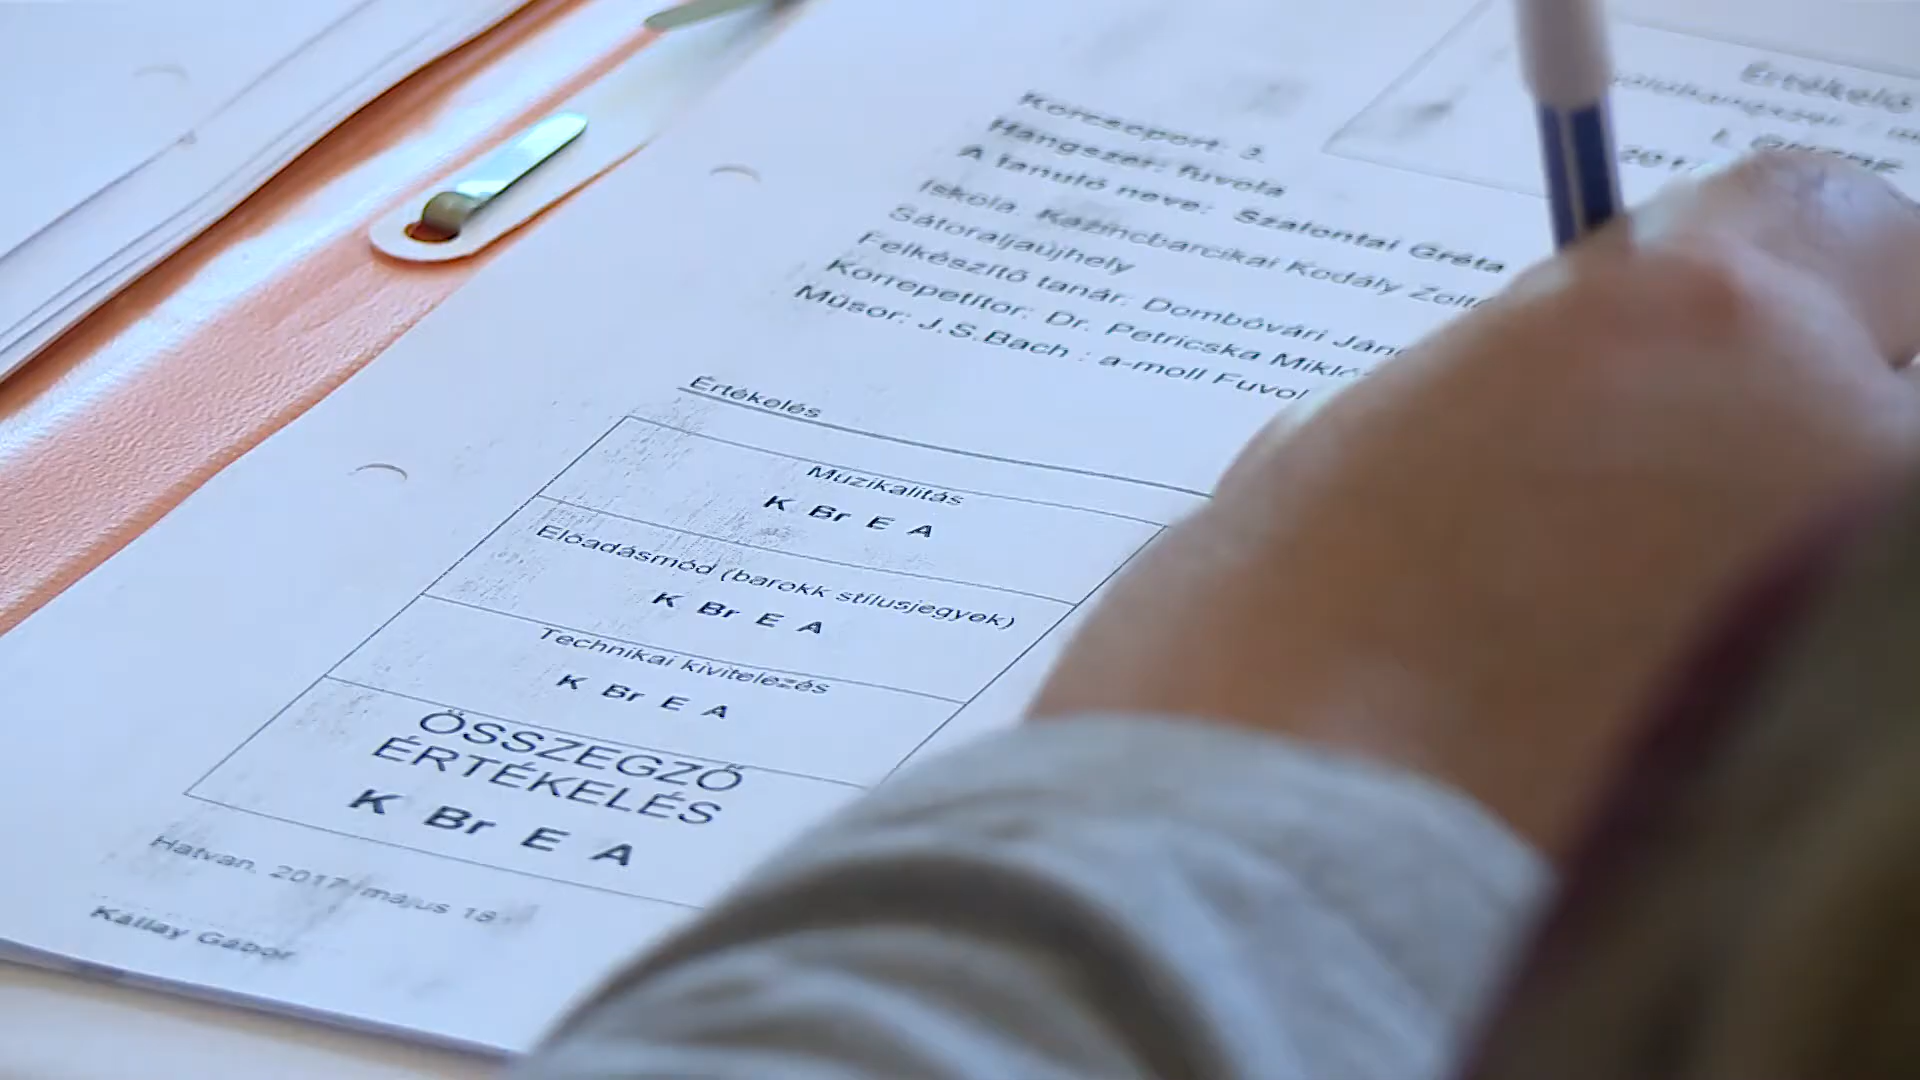 Értékelő
Korcsoport: 3.
Hangszer: fuvola
A tanuló neve: Szalontai Gréta
Iskola: Kazincbarcikai Kodály Zolt
Sátoraljaújhely
Felkészítő tanár: Dombóvári Ján
Korrepetítor: Dr. Petricska Mikló
Műsor: J.S.Bach : a-moll Fuvol
Értékelés
Muzikalitás
K Br E A
Előadásmód (barokk stílusjegyek)
K Br E A
Technikai kivitelezés
K Br E A
ÖSSZEGZŐ
ÉRTÉKELÉS
K Br E A
Hatvan, 2017 május 18
Kállay Gábor